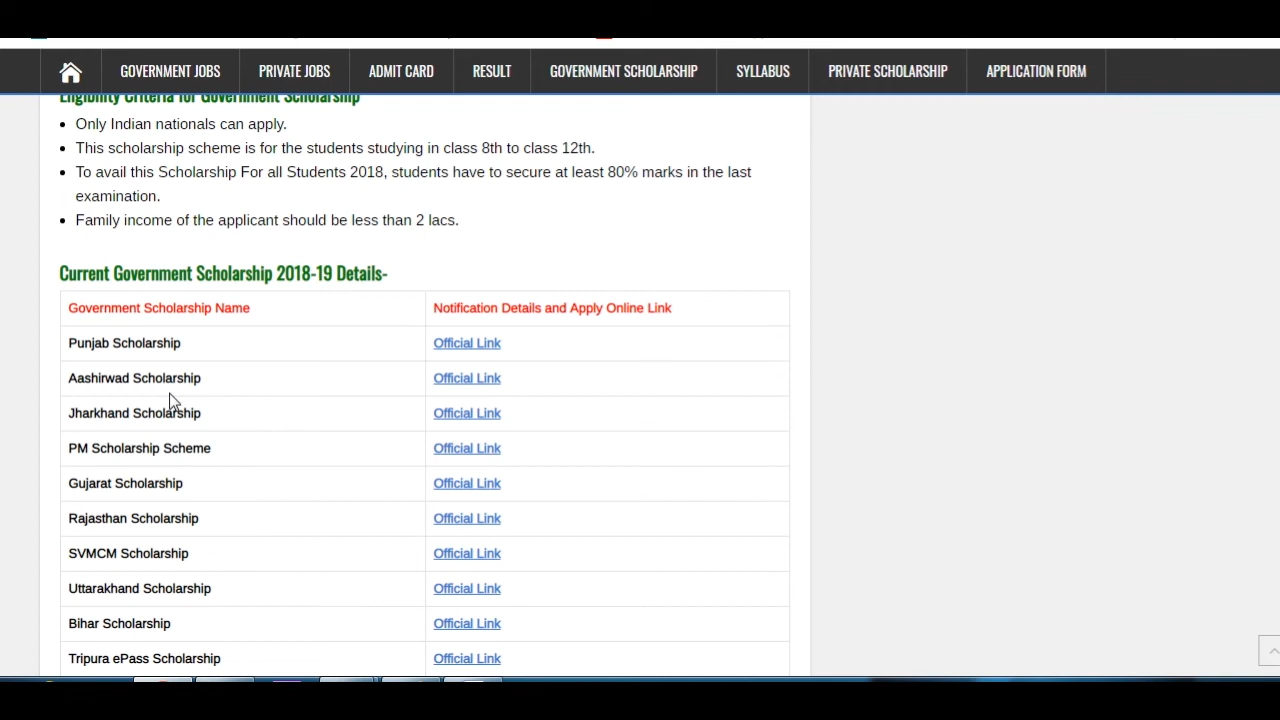 GOVERNMENT JOBS PRIVATE JOBS ADMIT CARD RESULT GOVERNMENT SCHOLARSHIP SYLLABUS PRIVATE SCHOLARSHIP APPLICATION FORM
Eligibility Criteria for Government Scholarship
Only Indian nationals can apply.
This scholarship scheme is for the students studying in class 8th to class 12th.
To avail this Scholarship For all Students 2018, students have to secure at least 80% marks in the last
examination.
Family income of the applicant should be less than 2 lacs.
Current Government Scholarship 2018-19 Details-
Government Scholarship Name Notification Details and Apply Online Link
Punjab Scholarship Official Link
Aashirwad Scholarship Official Link
Jharkhand Scholarship Official Link
PM Scholarship Scheme Official Link
Gujarat Scholarship Official Link
Rajasthan Scholarship Official Link
SVMCM Scholarship Official Link
Uttarakhand Scholarship Official Link
Bihar Scholarship Official Link
Tripura ePass Scholarship Official Link